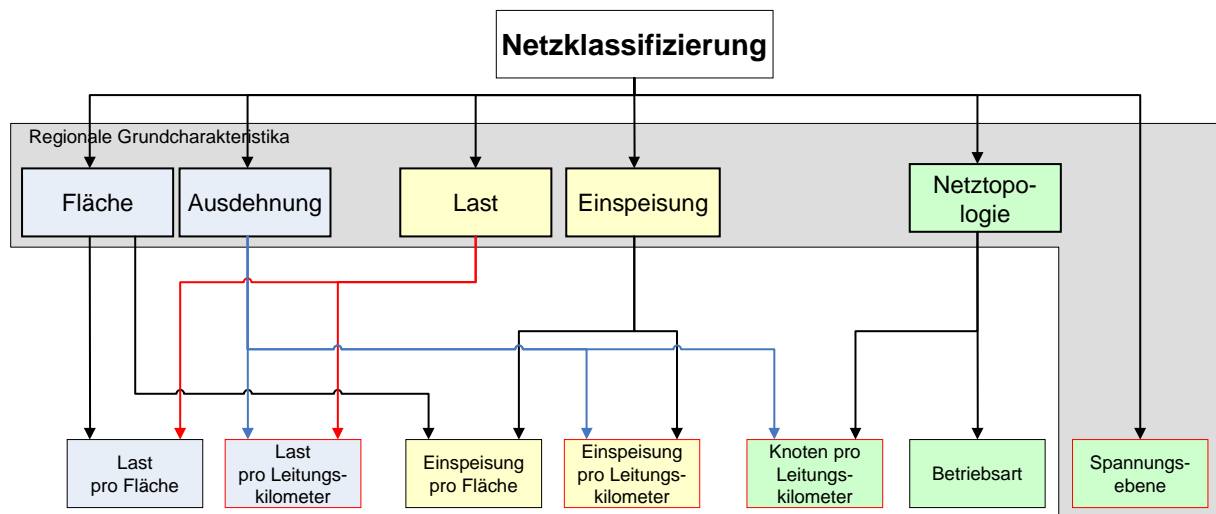 Netzklassifizierung
Regionale Grundcharakteristika
Fläche
Ausdehnung
Last
Einspeisung
Netztopo-
logie
Last
pro Fläche
Last
pro Leitungs-
kilometer
Einspeisung
pro Fläche
Einspeisung
pro Leitungs-
kilometer
Knoten pro
Leitungs-
kilometer
Betriebsart
Spannungs-
ebene